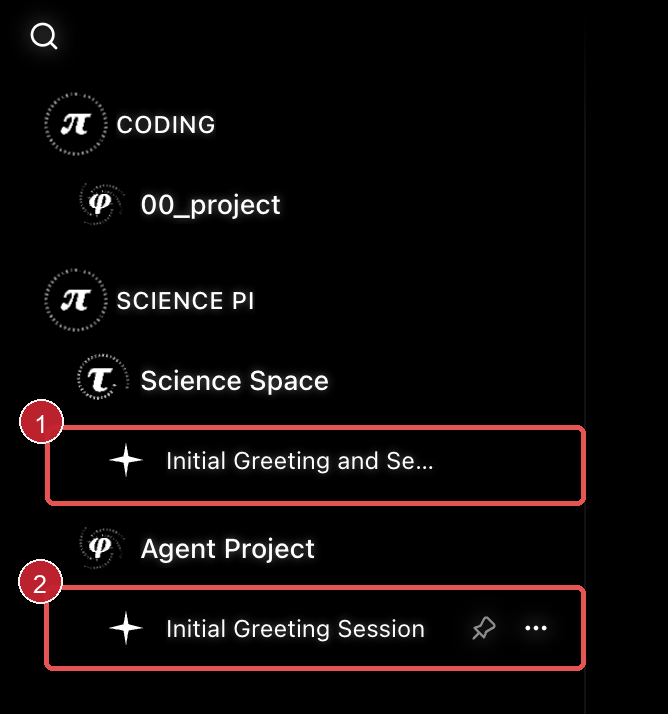 π CODING
φ 00_project
π SCIENCE PI
τ Science Space
1
Initial Greeting and Se...
φ Agent Project
2
Initial Greeting Session ...